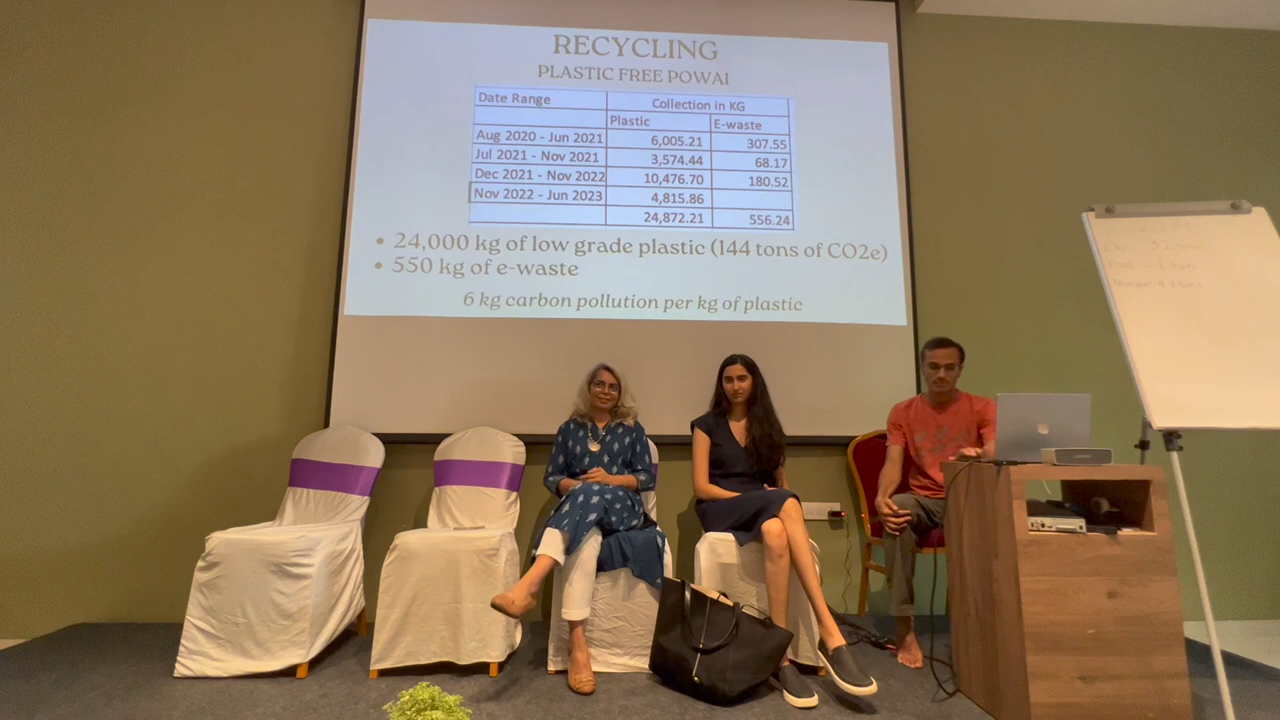 RECYCLING
PLASTIC FREE POWAI
Date Range Collection in KG
Plastic E-waste
Aug 2020 - Jun 2021 6,005.21 307.55
Jul 2021 - Nov 2021 3,574.44 68.17
Dec 2021 - Nov 2022 10,476.70 180.52
Nov 2022 - Jun 2023 4,815.86
24,872.21 556.24
• 24,000 kg of low grade plastic (144 tons of CO2e)
• 550 kg of e-waste
6 kg carbon pollution per kg of plastic